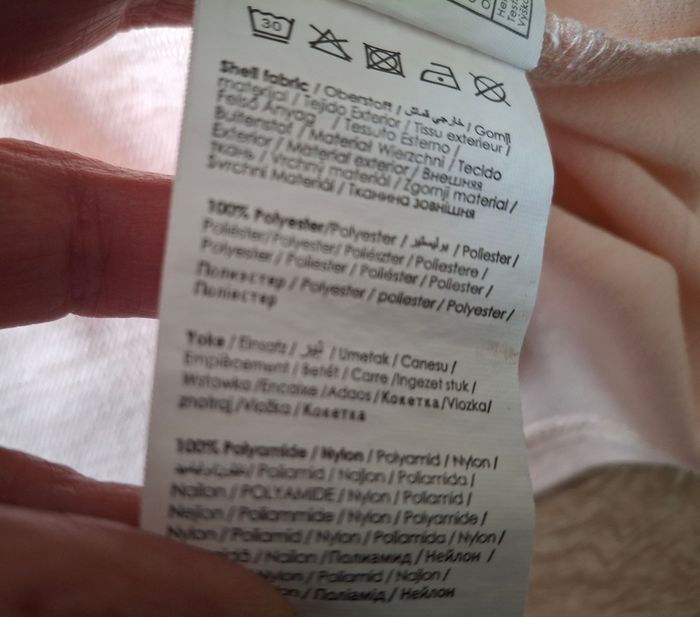 30
Shell fabric / Oberstoff / خارجي قماش / Gornji
materijal / Tejido Exterior / Tissu exterieur /
Felső Anyag / Tessuto Esterno /
Buitenstof / Material Wierzchni / Tecido
Exterior / Material exterior / Внешняя
ткань / Vrchný materiál / Zgornji material /
Svrchní Materiál / Тканина зовнішня
100% Polyester/Polyester / بوليستر / Poliester /
Poliéster/Polyester/ Poliészter / Poliestere /
Polyester / Poliester / Poliéster / Poliester /
Полиэстер / Polyester / poliester / Polyester /
Поліестер
Yoke / Einsatz / / Umetak / Canesu /
Empiècement / Betét / Carre /Ingezet stuk /
Wstawka /Encaixe /Adaos / Кокетка/Vlozka/
/Vložka / Кокетка
100% Polyamide / Nylon / Polyamid / Nylon /
/ Poliamid / Najlon / Poliamida /
Nailon / POLYAMIDE / Nylon / Poliamid /
Nejlon / Poliammide / Nylon / Polyamide /
Nylon / Poliamid / Nylon / Poliamida / Nylon/
/ Nailon /Полиамид / Нейлон /
Nylon / Poliamid / Najlon /
/ Поліамід / Нейлон